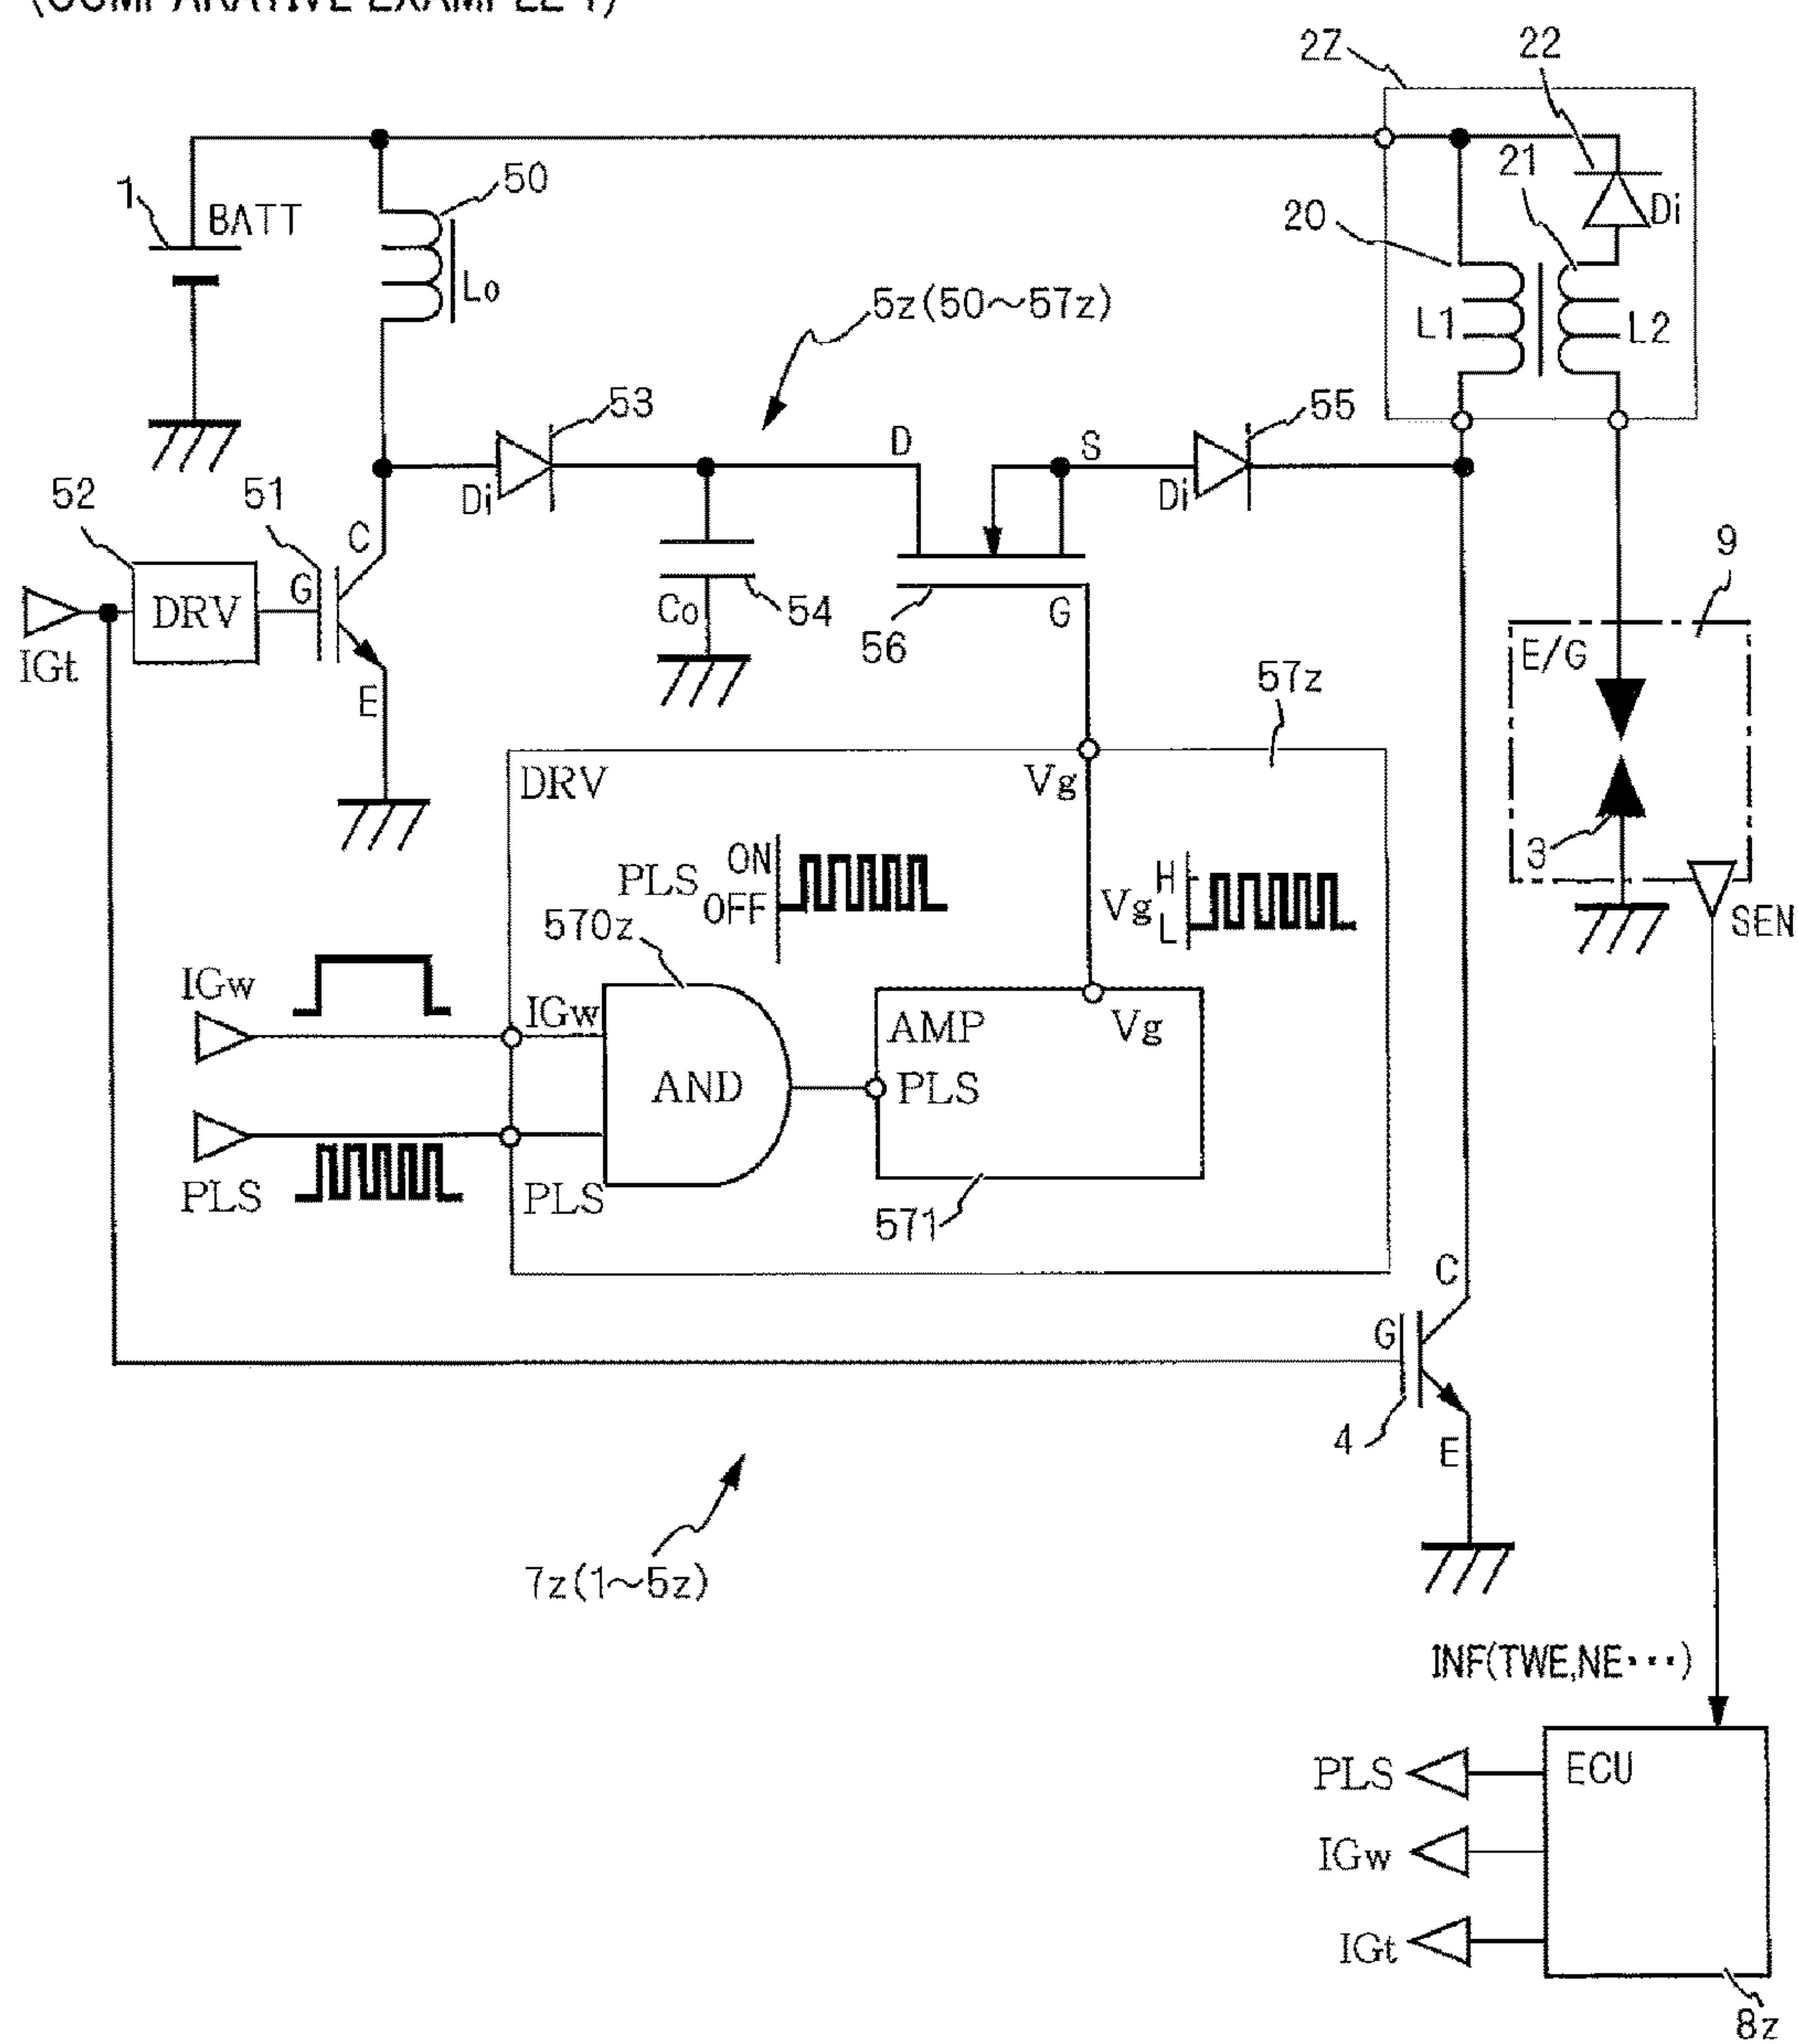 (COMPARATIVE EXAMPLE 1)
2Z
22
1
BATT
50
Lo
20
21
Di
L1
L2
5z(50～57z)
53
Di
D
S
55
Di
52
51
C
G
DRV
IGt
E
Co
54
56
G
9
E/G
3
SEN
57z
DRV
Vg
PLS
ON
OFF
Vg
H
L
570z
IGw
IGw
AND
AMP
Vg
PLS
PLS
PLS
571
C
G
4
E
7z(1～5z)
INF(TWE,NE･･･)
PLS
ECU
IGw
IGt
8z